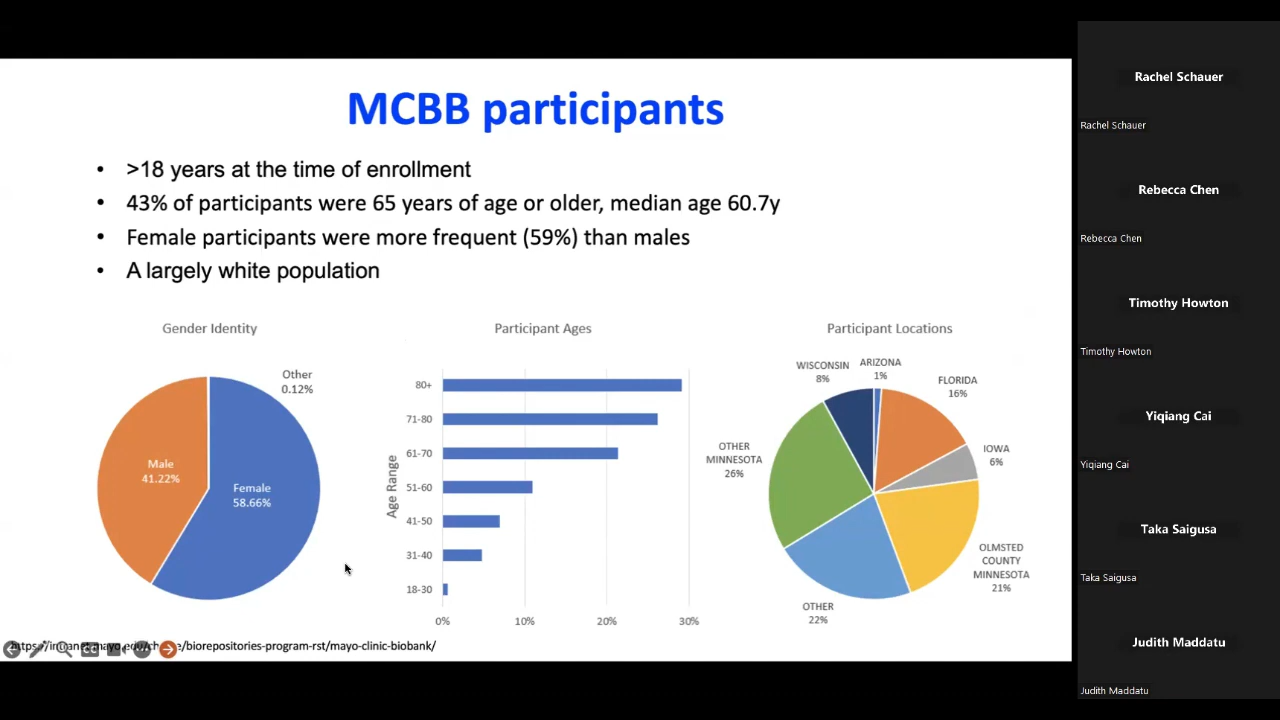 MCBB participants
• >18 years at the time of enrollment
• 43% of participants were 65 years of age or older, median age 60.7y
• Female participants were more frequent (59%) than males
• A largely white population
Gender Identity
Other
0.12%
Male
41.22%
Female
58.66%
Participant Ages
Age Range
80+
71-80
61-70
51-60
41-50
31-40
18-30
0% 10% 20% 30%
Participant Locations
WISCONSIN
8%
ARIZONA
1%
FLORIDA
16%
IOWA
6%
OLMSTED
COUNTY
MINNESOTA
21%
OTHER
22%
OTHER
MINNESOTA
26%
/biorepositories-program-rst/mayo-clinic-biobank/
Rachel Schauer
Rachel Schauer
Rebecca Chen
Rebecca Chen
Timothy Howton
Timothy Howton
Yiqiang Cai
Yiqiang Cai
Taka Saigusa
Taka Saigusa
Judith Maddatu
Judith Maddatu